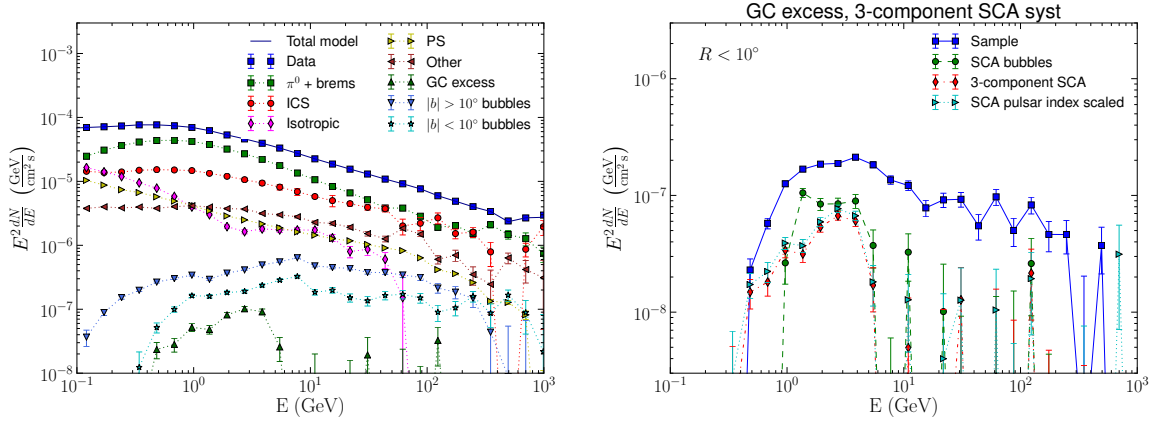 Total model
Data
π⁰ + brems
ICS
Isotropic
PS
Other
GC excess
|b| > 10° bubbles
|b| < 10° bubbles
10⁻³
10⁻⁴
10⁻⁵
10⁻⁶
10⁻⁷
10⁻⁸
E² dN/dE (GeV/cm² s)
10⁻¹ 10⁰ 10¹ 10² 10³
E (GeV)
GC excess, 3-component SCA syst
R < 10°
Sample
SCA bubbles
3-component SCA
SCA pulsar index scaled
10⁻⁶
10⁻⁷
10⁻⁸
E² dN/dE (GeV/cm² s)
10⁻¹ 10⁰ 10¹ 10² 10³
E (GeV)